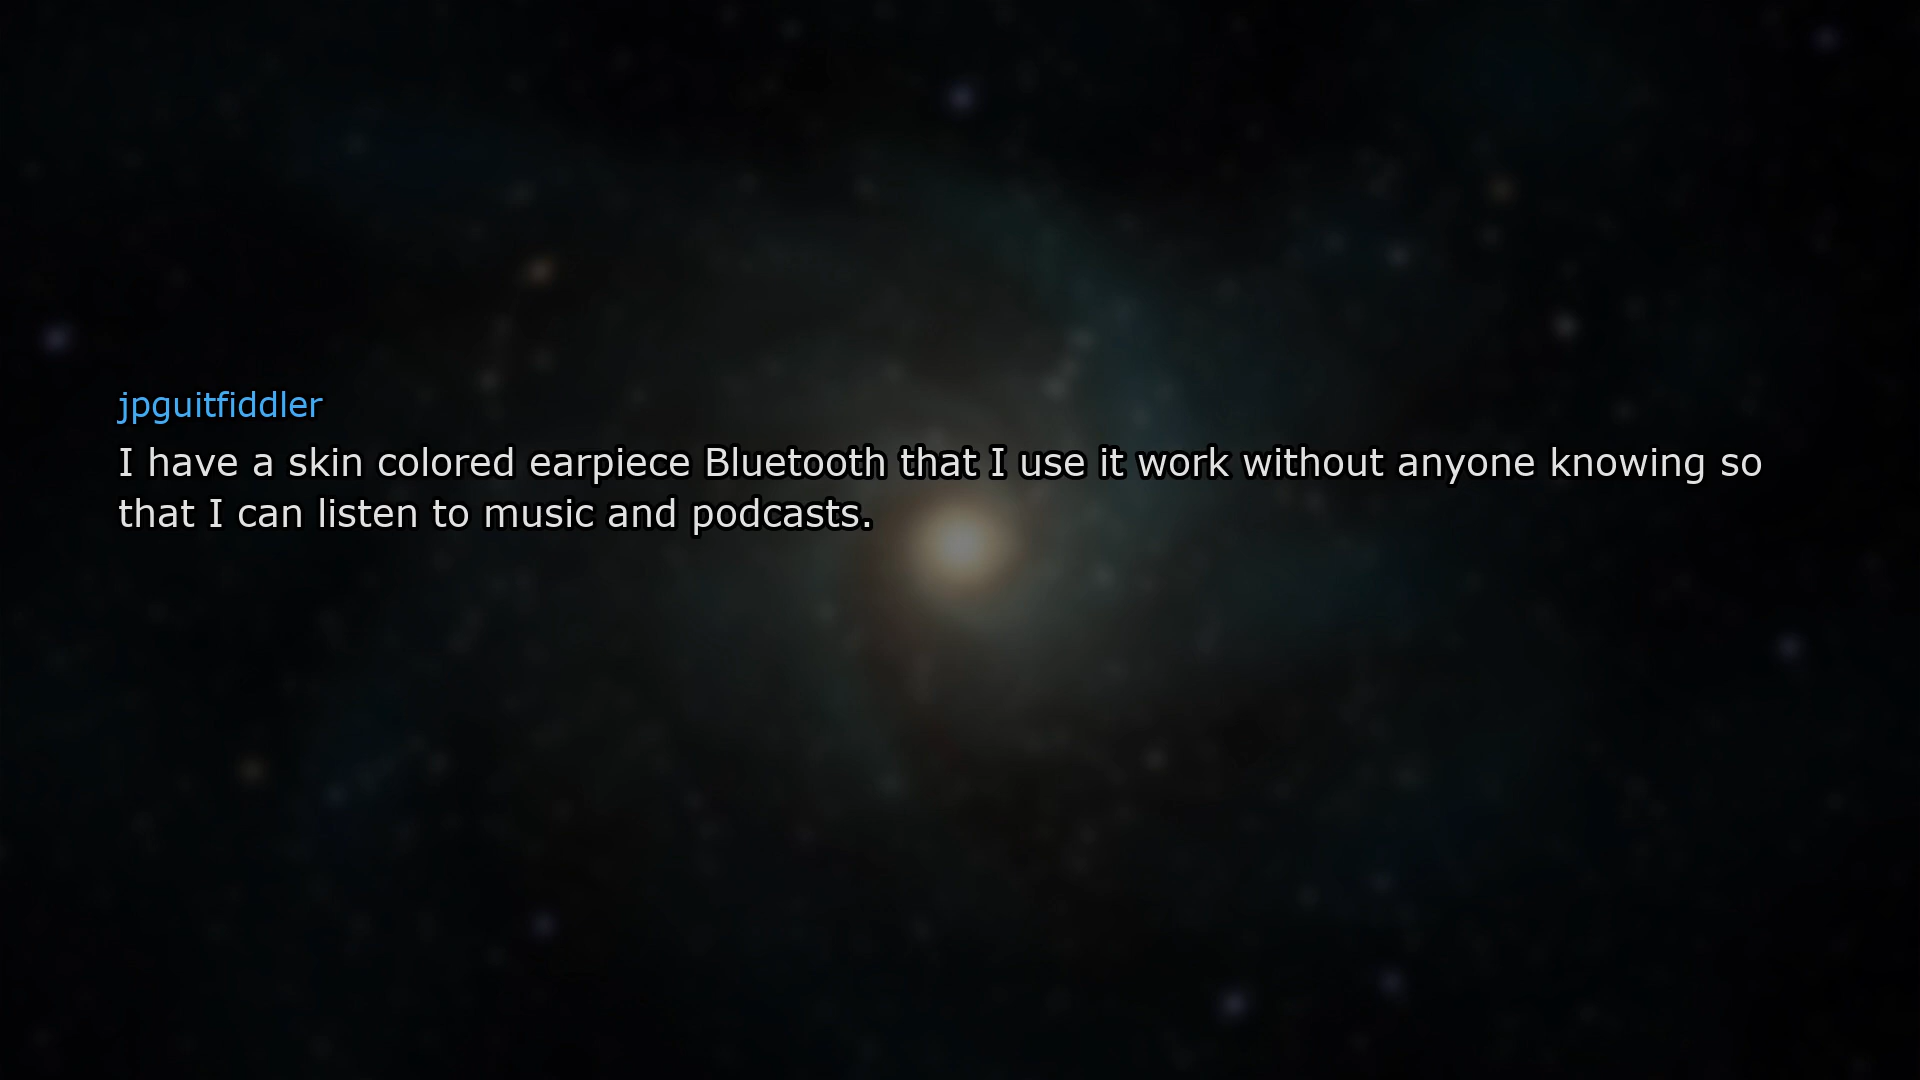 jpguitfiddler
I have a skin colored earpiece Bluetooth that I use it work without anyone knowing so
that I can listen to music and podcasts.